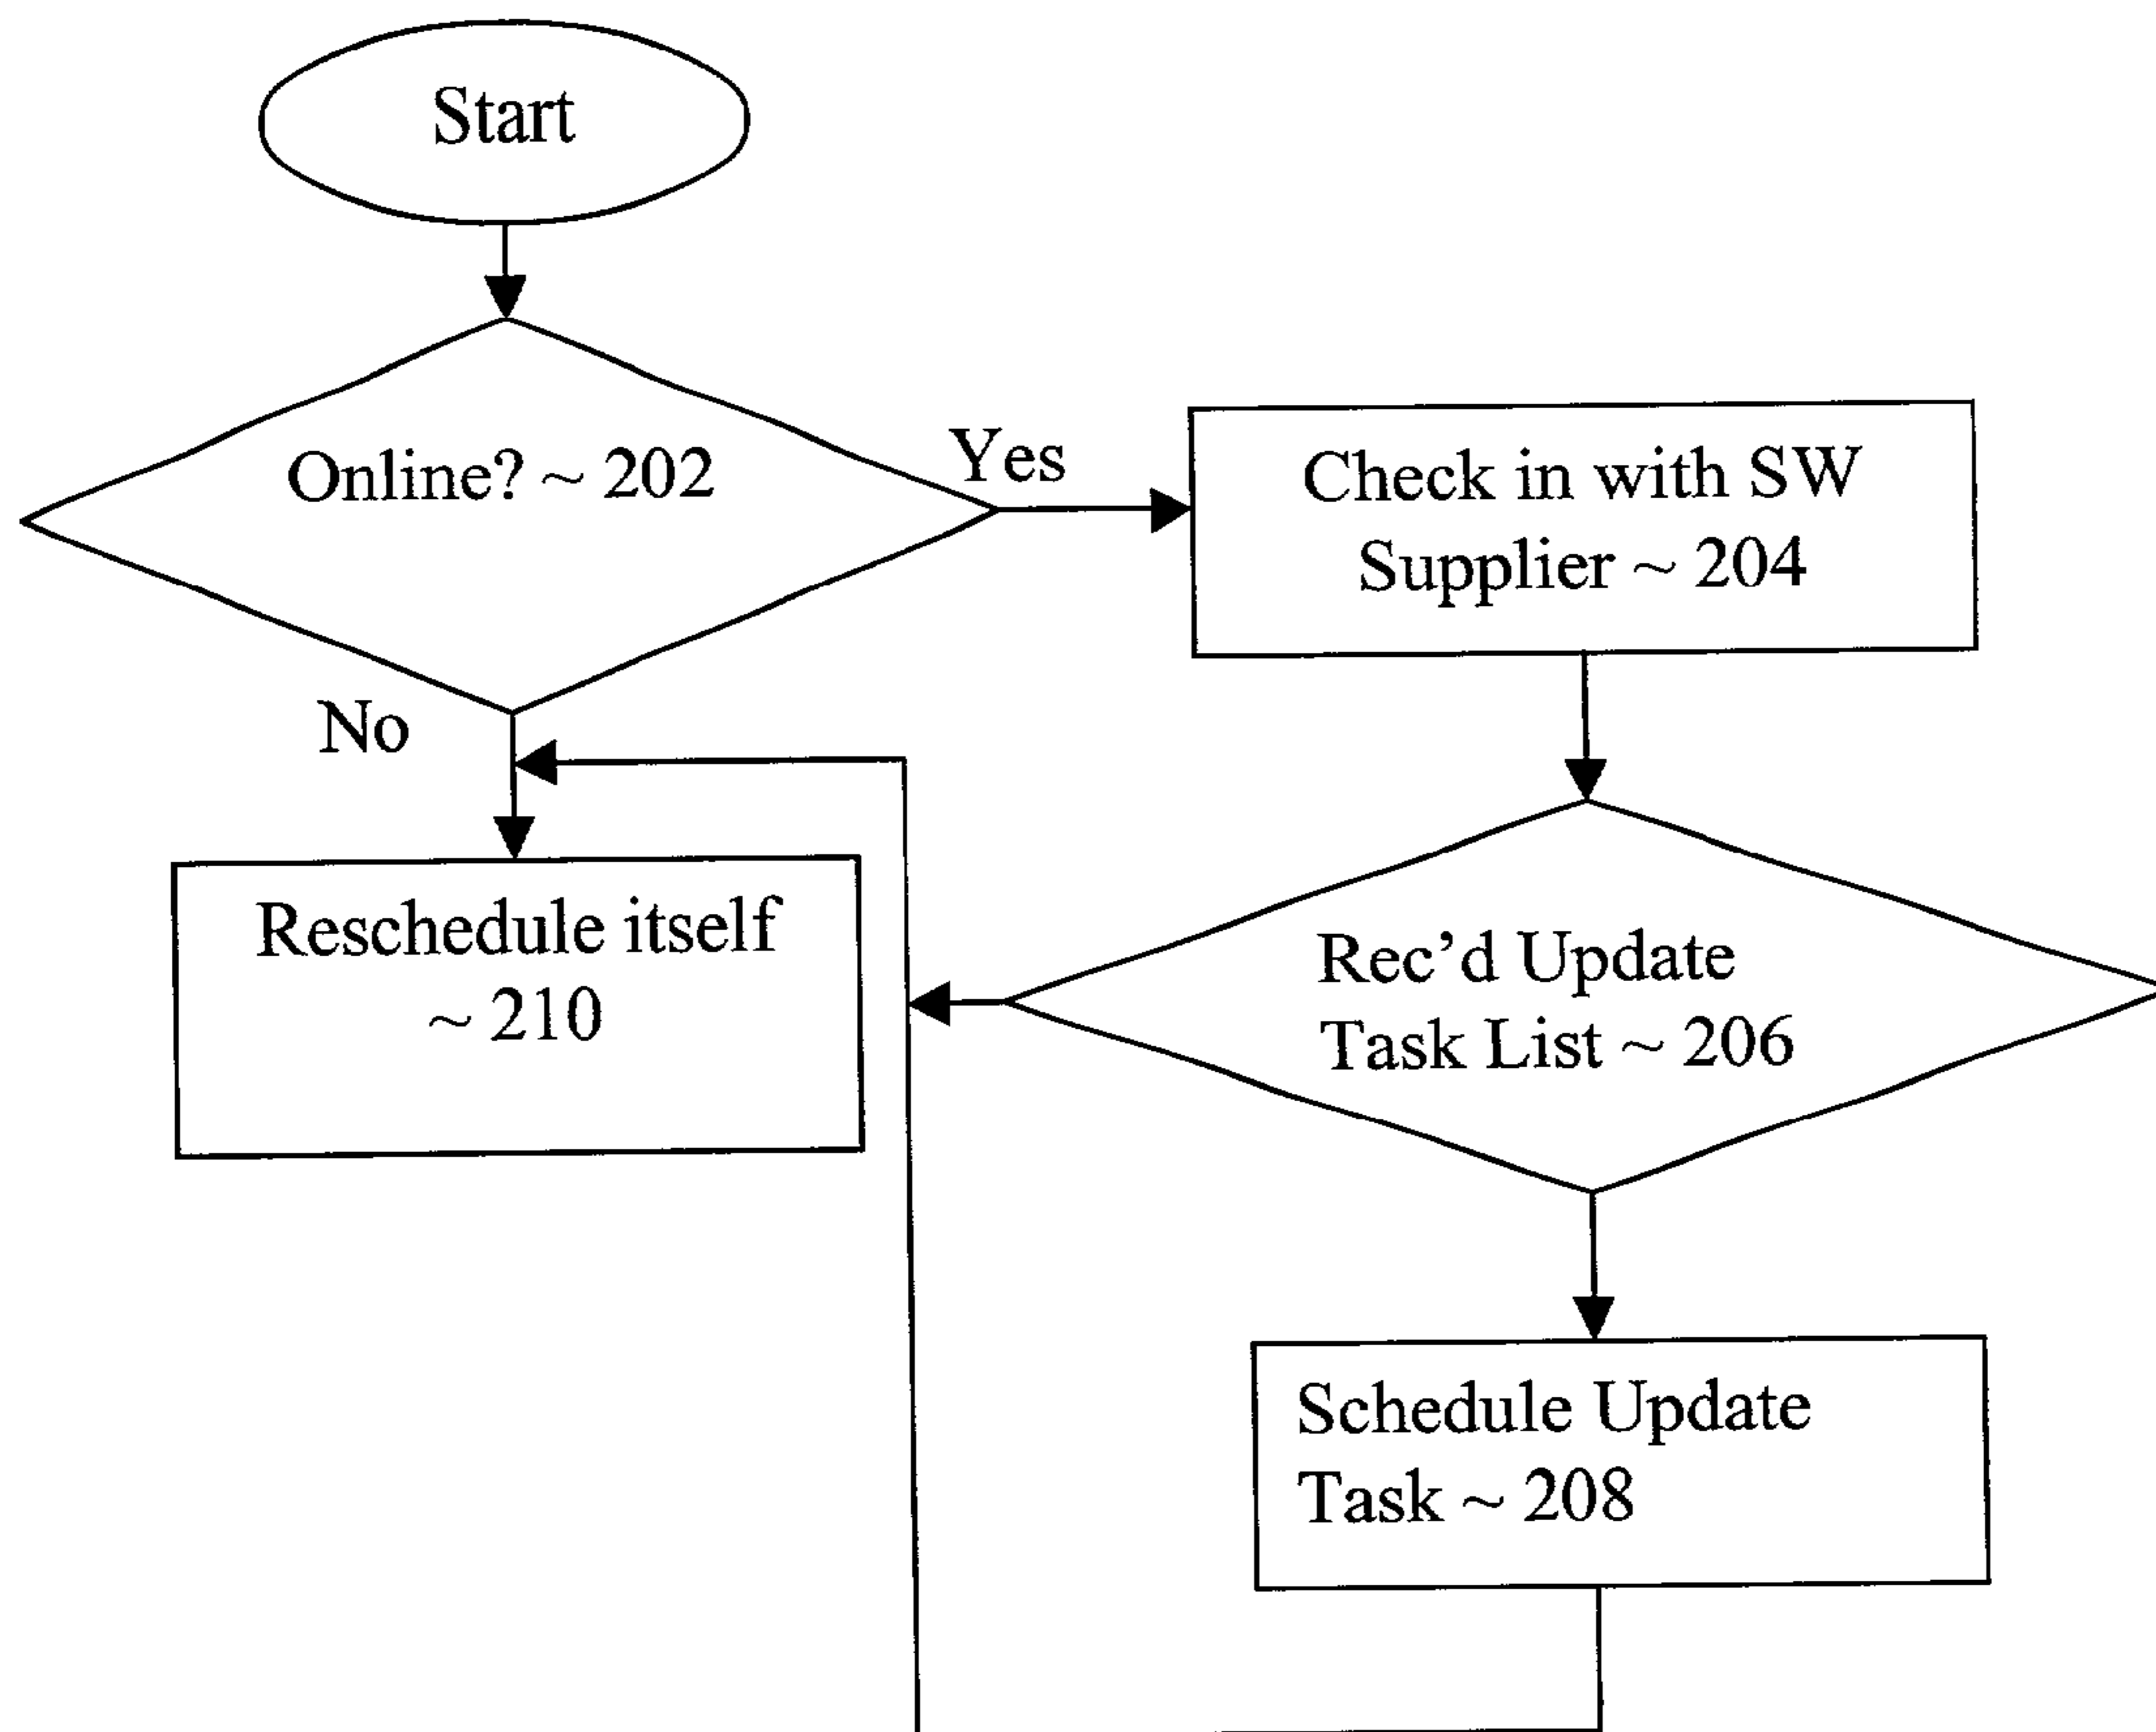 Start
Online? ~ 202
Yes
Check in with SW
Supplier ~ 204
No
Reschedule itself
~ 210
Rec’d Update
Task List ~ 206
Schedule Update
Task ~ 208